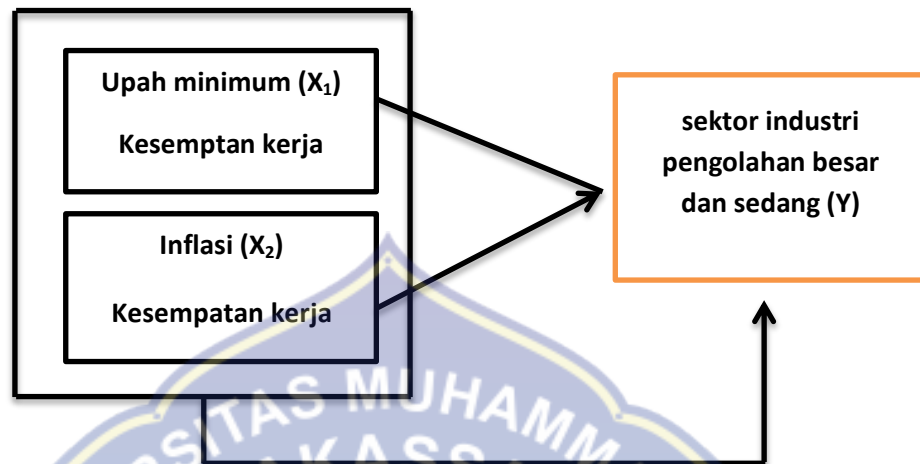 Upah minimum (X₁)
Kesemptan kerja
Inflasi (X₂)
Kesempatan kerja
sektor industri
pengolahan besar
dan sedang (Y)